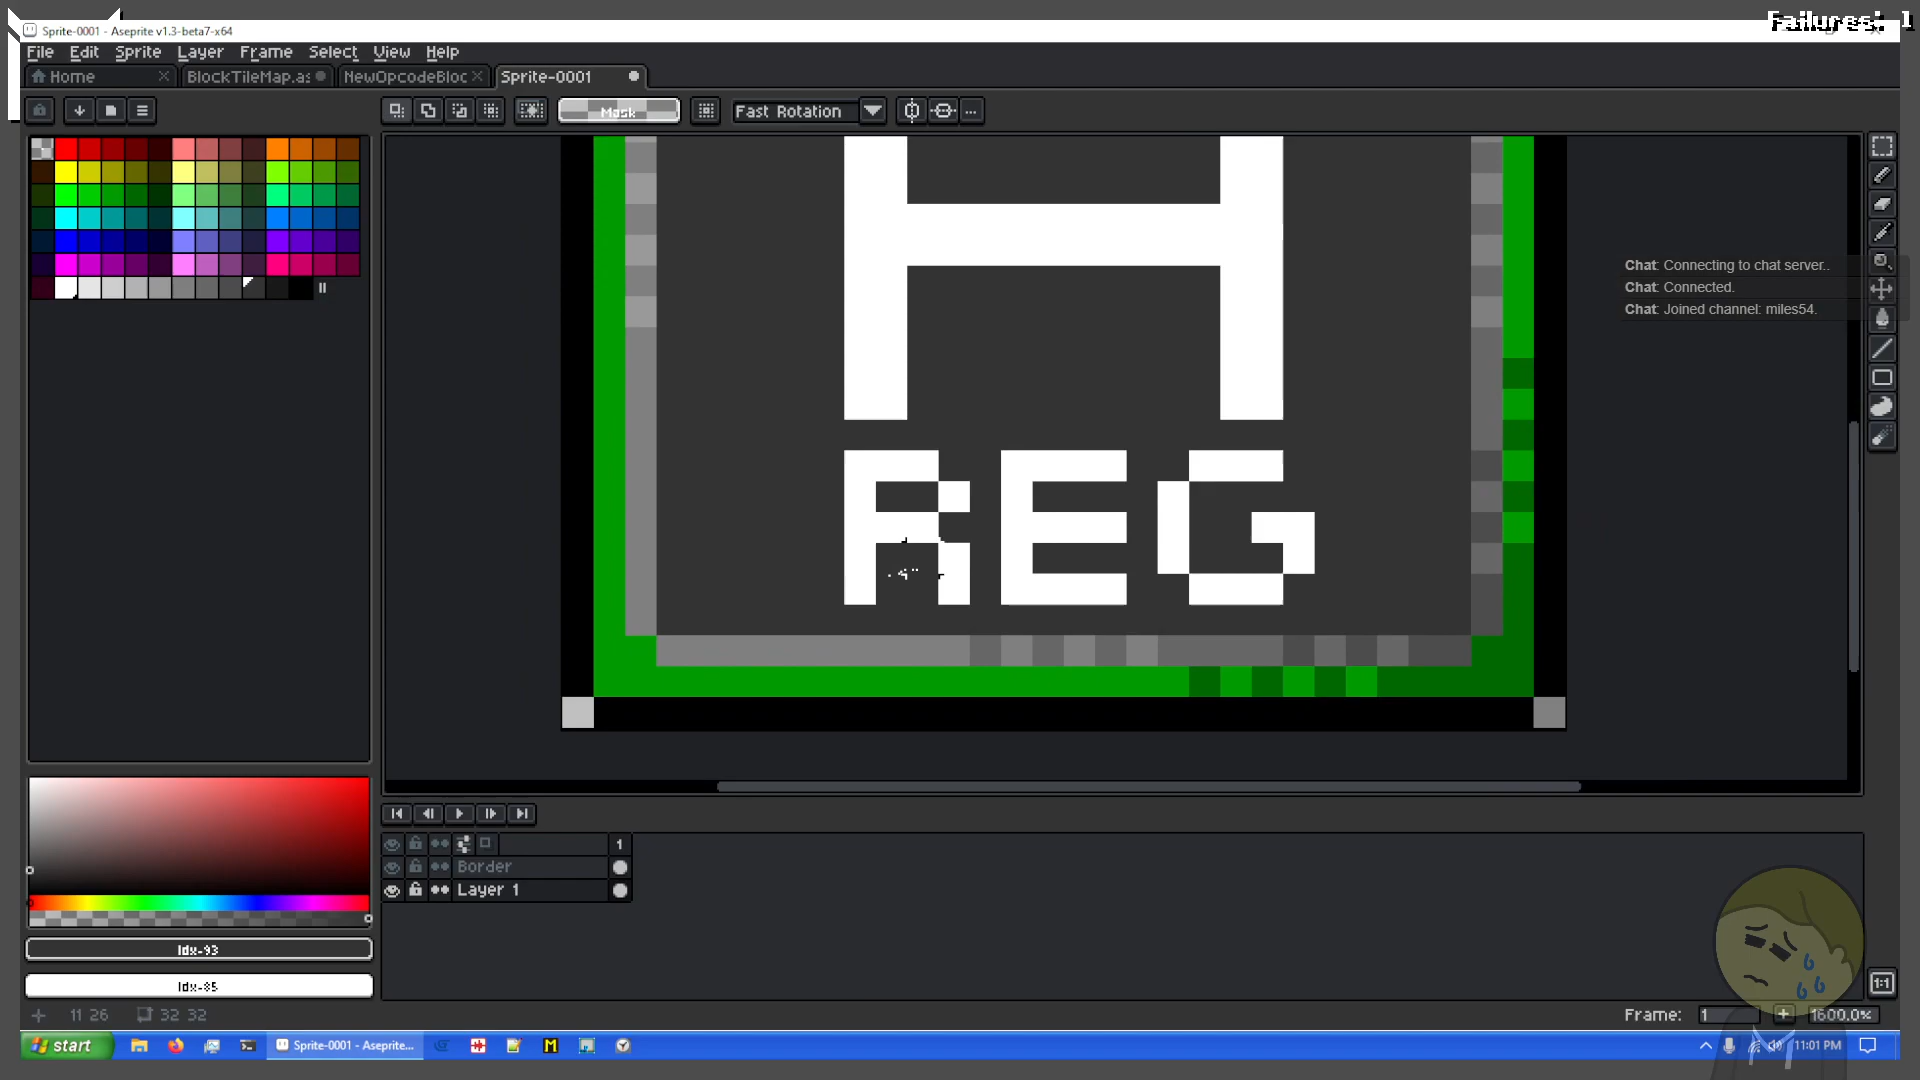 Failures: 1
Sprite-0001 - Aseprite v1.3-beta7-x64
File Edit Sprite Layer Frame Select View Help
Home BlockTileMap.as NewOpcodeBloc Sprite-0001
Mask Fast Rotation ...
H
REG
Chat: Connecting to chat server..
Chat: Connected.
Chat: Joined channel: miles54.
1
Border
Layer 1
Idx-93
Idx-85
11 26 32 32
Frame: 1 + 1600.0%
1:1
start Sprite-0001 - Aseprite... M 11:01 PM